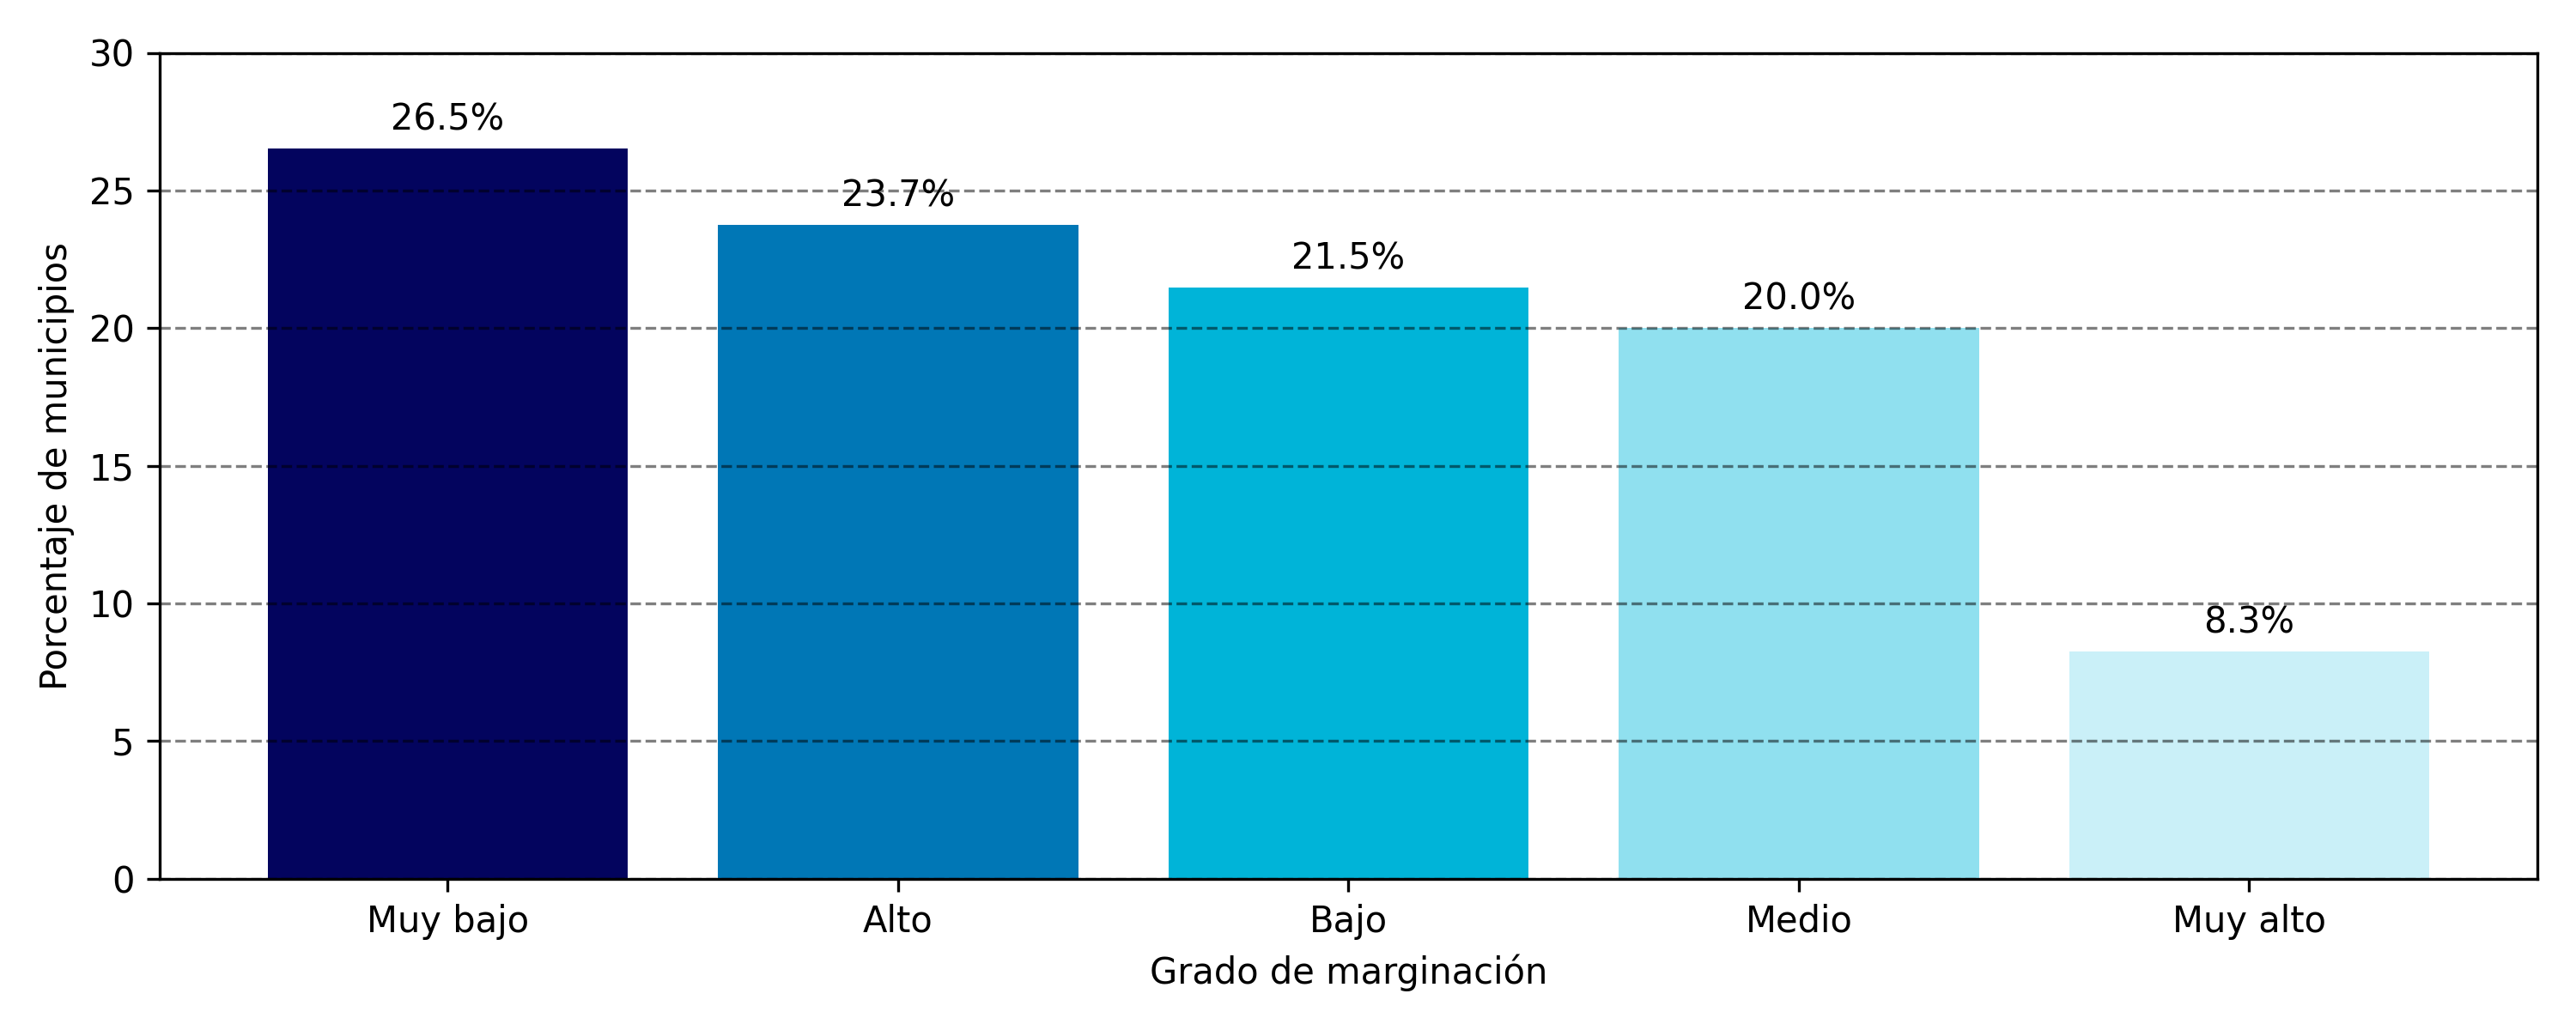 Porcentaje de municipios
30
25
20
15
10
5
0
26.5%
23.7%
21.5%
20.0%
8.3%
Muy bajo
Alto
Bajo
Medio
Muy alto
Grado de marginación